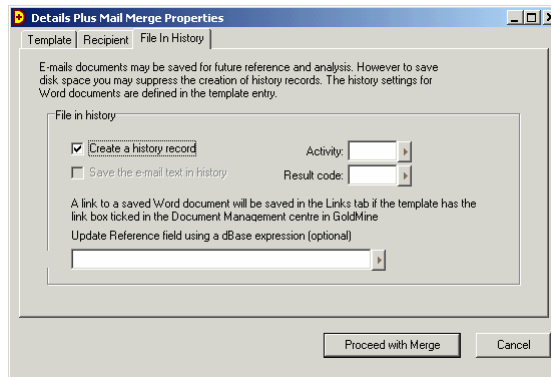 Details Plus Mail Merge Properties
Template Recipient File In History
E-mails documents may be saved for future reference and analysis. However to save
disk space you may suppress the creation of history records. The history settings for
Word documents are defined in the template entry.
File in history
Create a history record
Activity:
Save the e-mail text in history
Result code:
A link to a saved Word document will be saved in the Links tab if the template has the
link box ticked in the Document Management centre in GoldMine
Update Reference field using a dBase expression (optional)
Proceed with Merge Cancel